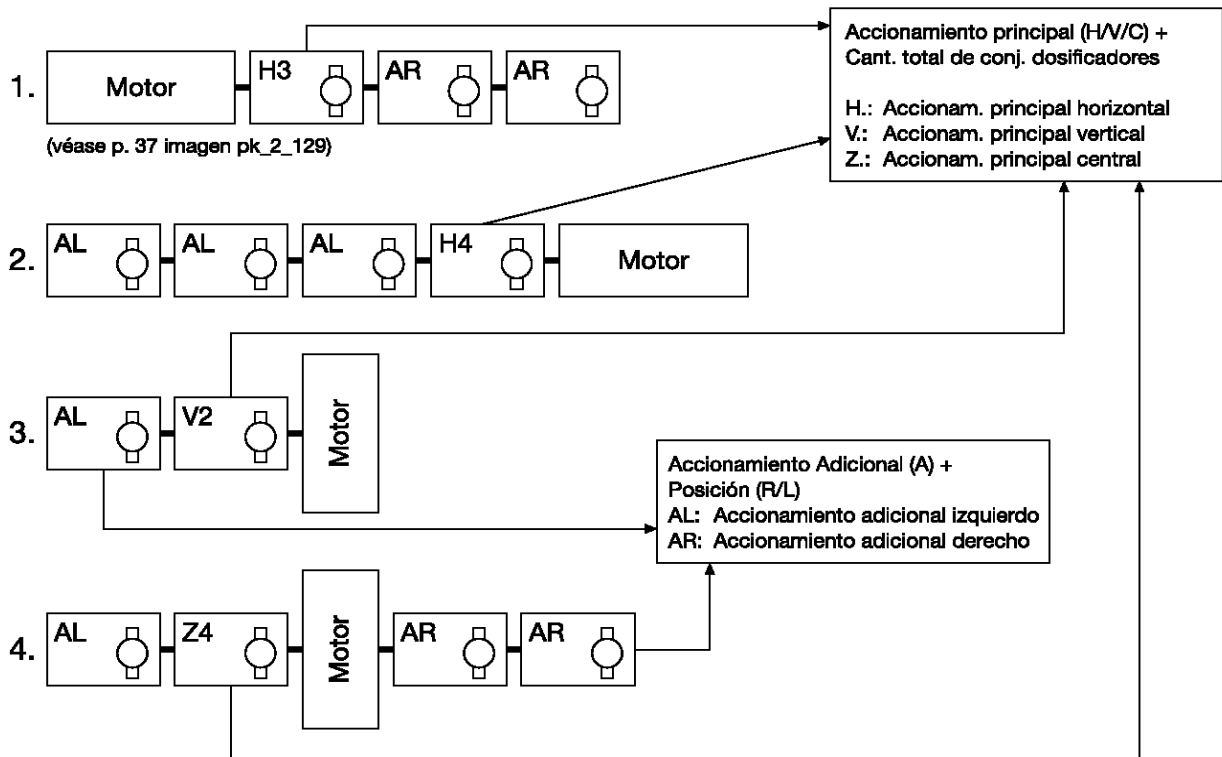 Accionamiento principal (H/V/C) +
Cant. total de conj. dosificadores
H.: Accionam. principal horizontal
V.: Accionam. principal vertical
Z.: Accionam. principal central
1. Motor H3 AR AR
(véase p. 37 imagen pk_2_129)
2. AL AL AL H4 Motor
3. AL V2 Motor
Accionamiento Adicional (A) +
Posición (R/L)
AL: Accionamiento adicional izquierdo
AR: Accionamiento adicional derecho
4. AL Z4 Motor AR AR